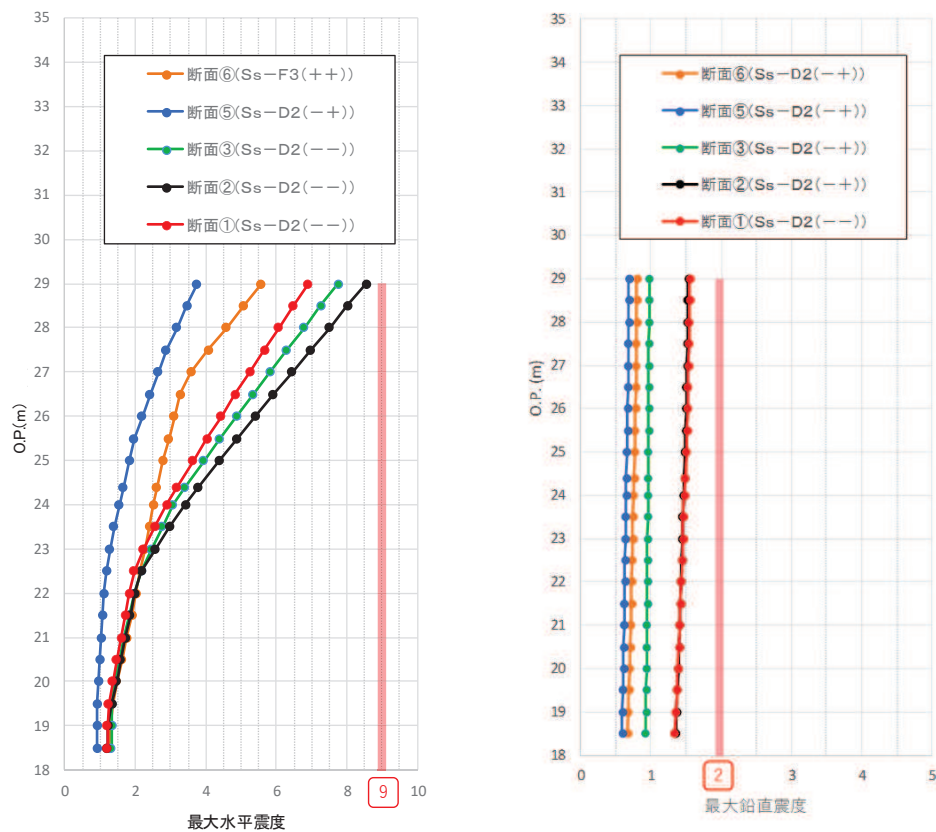 35
34
33
32
31
30
29
28
27
26
25
24
23
22
21
20
19
18
O.P.(m)
断面⑥(Ss-F3(++))
断面⑤(Ss-D2(-+))
断面③(Ss-D2(--))
断面②(Ss-D2(--))
断面①(Ss-D2(--))
0 2 4 6 8 9 10
最大水平震度
35
34
33
32
31
30
29
28
27
26
25
24
23
22
21
20
19
18
O.P. (m)
断面⑥(Ss-D2(-+))
断面⑤(Ss-D2(-+))
断面③(Ss-D2(-+))
断面②(Ss-D2(-+))
断面①(Ss-D2(--))
0 1 2 3 4 5
最大鉛直震度